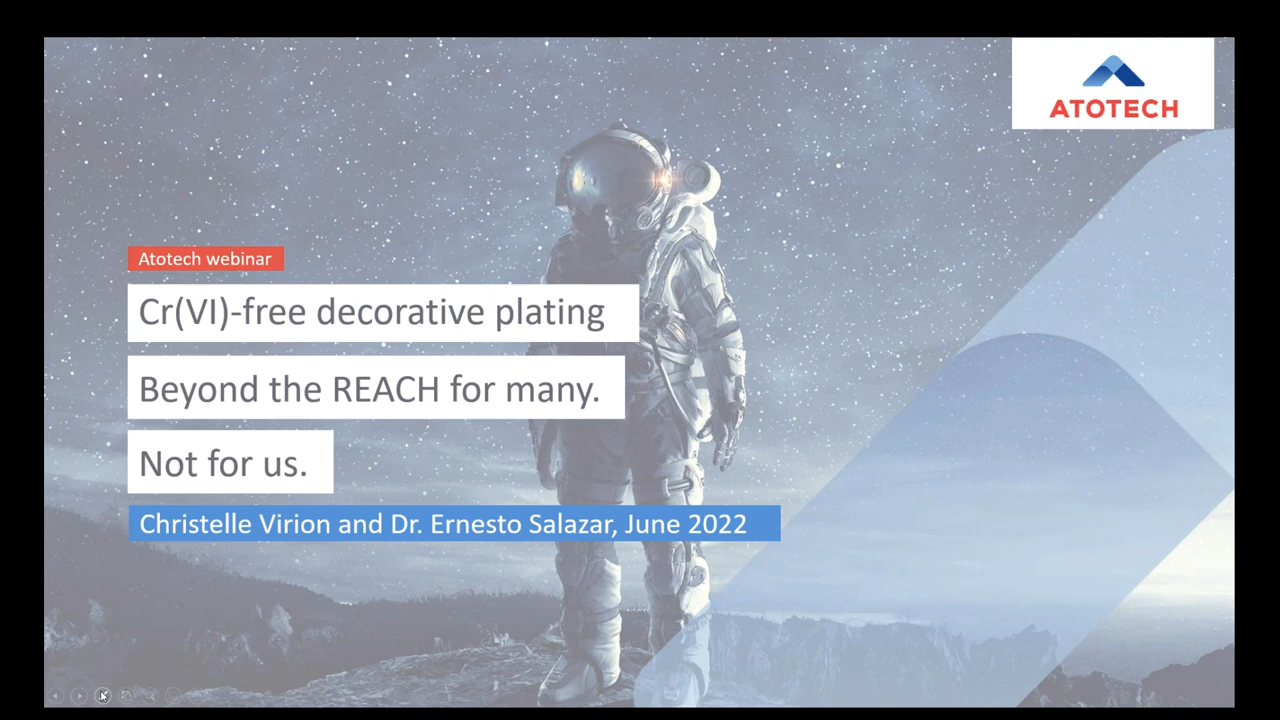 ATOTECH
Atotech webinar
Cr(VI)-free decorative plating
Beyond the REACH for many.
Not for us.
Christelle Virion and Dr. Ernesto Salazar, June 2022